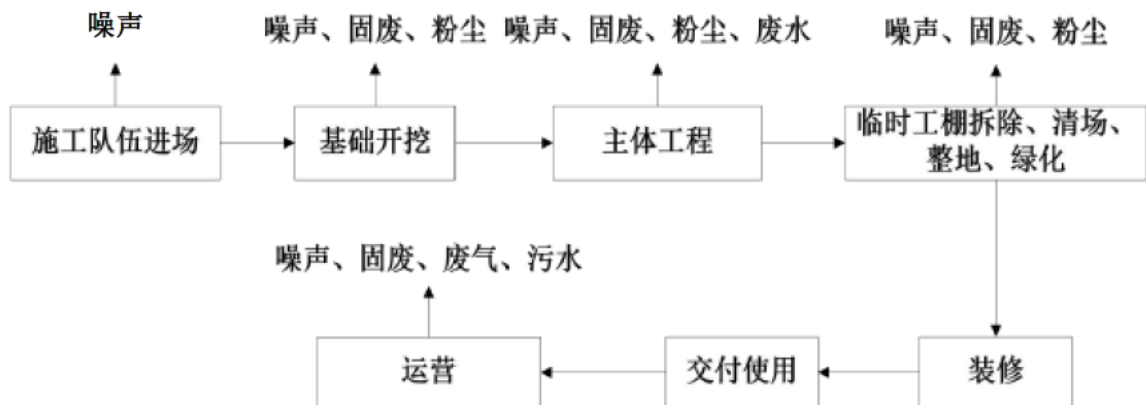 噪声
噪声、固废、粉尘
噪声、固废、粉尘、废水
噪声、固废、粉尘
施工队伍进场
基础开挖
主体工程
临时工棚拆除、清场、
整地、绿化
噪声、固废、废气、污水
运营
交付使用
装修